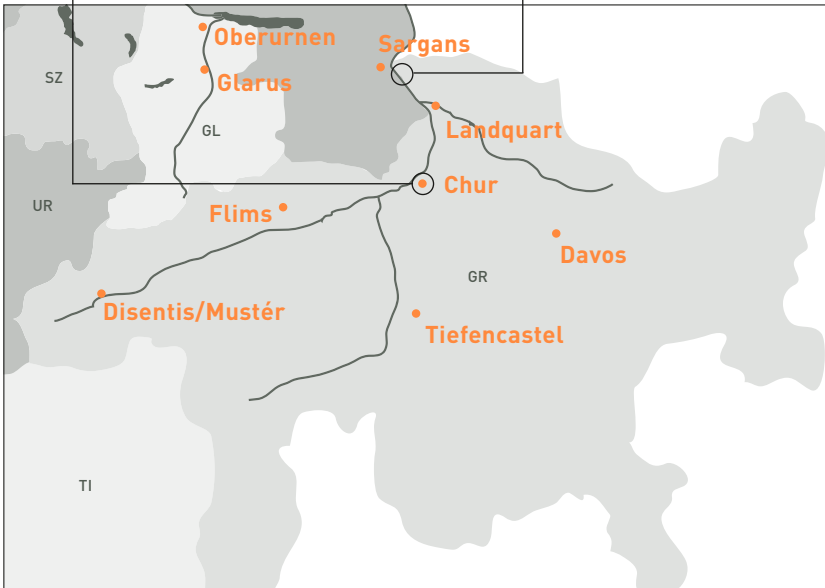 Oberurnen
Sargans
SZ
Glarus
GL
Landquart
Chur
UR
Flims
Davos
GR
Disentis/Mustér
Tiefencastel
TI